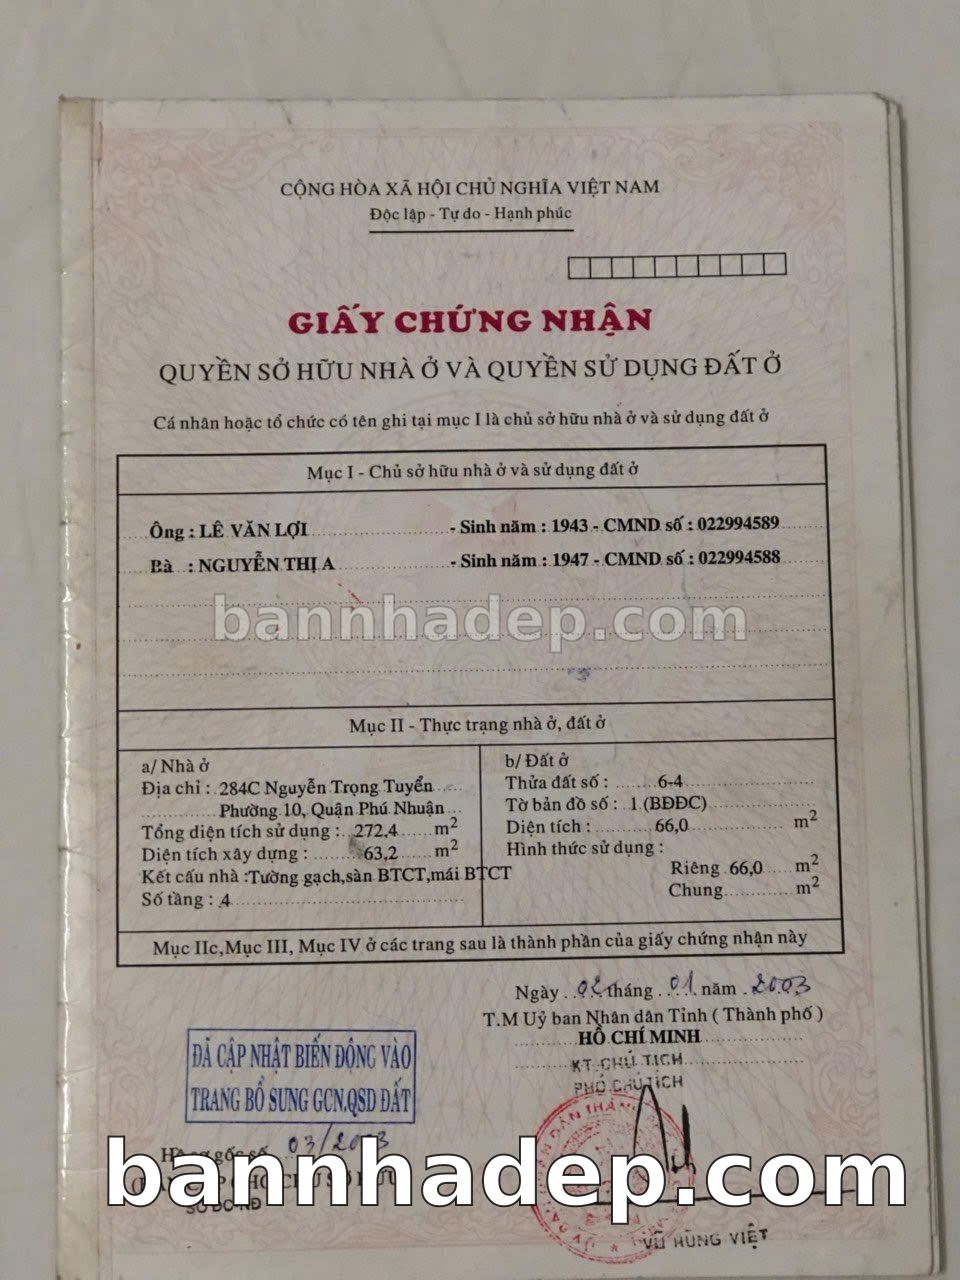 CỘNG HÒA XÃ HỘI CHỦ NGHĨA VIỆT NAM
Độc lập - Tự do - Hạnh phúc
GIẤY CHỨNG NHẬN
QUYỀN SỞ HỮU NHÀ Ở VÀ QUYỀN SỬ DỤNG ĐẤT Ở
Cá nhân hoặc tổ chức có tên ghi tại mục I là chủ sở hữu nhà ở và sử dụng đất ở
Mục I - Chủ sở hữu nhà ở và sử dụng đất ở
Ông : LÊ VĂN LỢI - Sinh năm : 1943 - CMND số : 022994589
Bà : NGUYỄN THỊ A - Sinh năm : 1947 - CMND số : 022994588
bannhadep.com
Mục II - Thực trạng nhà ở, đất ở
a/ Nhà ở
Địa chỉ : 284C Nguyễn Trọng Tuyển
Phường 10, Quận Phú Nhuận
Tổng diện tích sử dụng : 272,4 m2
Diện tích xây dựng : 63,2 m2
Kết cấu nhà :Tường gạch,sàn BTCT,mái BTCT
Số tầng : 4
b/ Đất ở
Thửa đất số : 6-4
Tờ bản đồ số : 1 (BĐĐC)
Diện tích : 66,0 m2
Hình thức sử dụng :
Riêng 66,0 m2
Chung m2
Mục IIc,Mục III, Mục IV ở các trang sau là thành phần của giấy chứng nhận này
Ngày 02 tháng 01 năm 2003
T.M Uỷ ban Nhân dân Tỉnh ( Thành phố )
HỒ CHÍ MINH
KT. CHỦ TỊCH
PHÓ CHỦ TỊCH
ĐÃ CẬP NHẬT BIẾN ĐỘNG VÀO
TRANG BỔ SUNG GCN.QSD ĐẤT
Hồ sơ gốc số 03/2003
bannhadep.com
VŨ HÙNG VIỆT